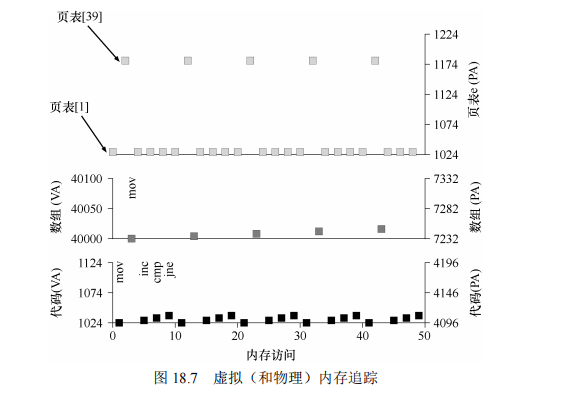 页表[39]
页表[1]
1224
1174
1124
1074
1024
页表e (PA)
数组 (VA)
40100
40050
40000
mov
7332
7282
7232
数组 (PA)
代码(VA)
1124
1074
1024
mov
inc
cmp
jne
4196
4146
4096
代码(PA)
0 10 20 30 40 50
内存访问
图 18.7 虚拟（和物理）内存追踪